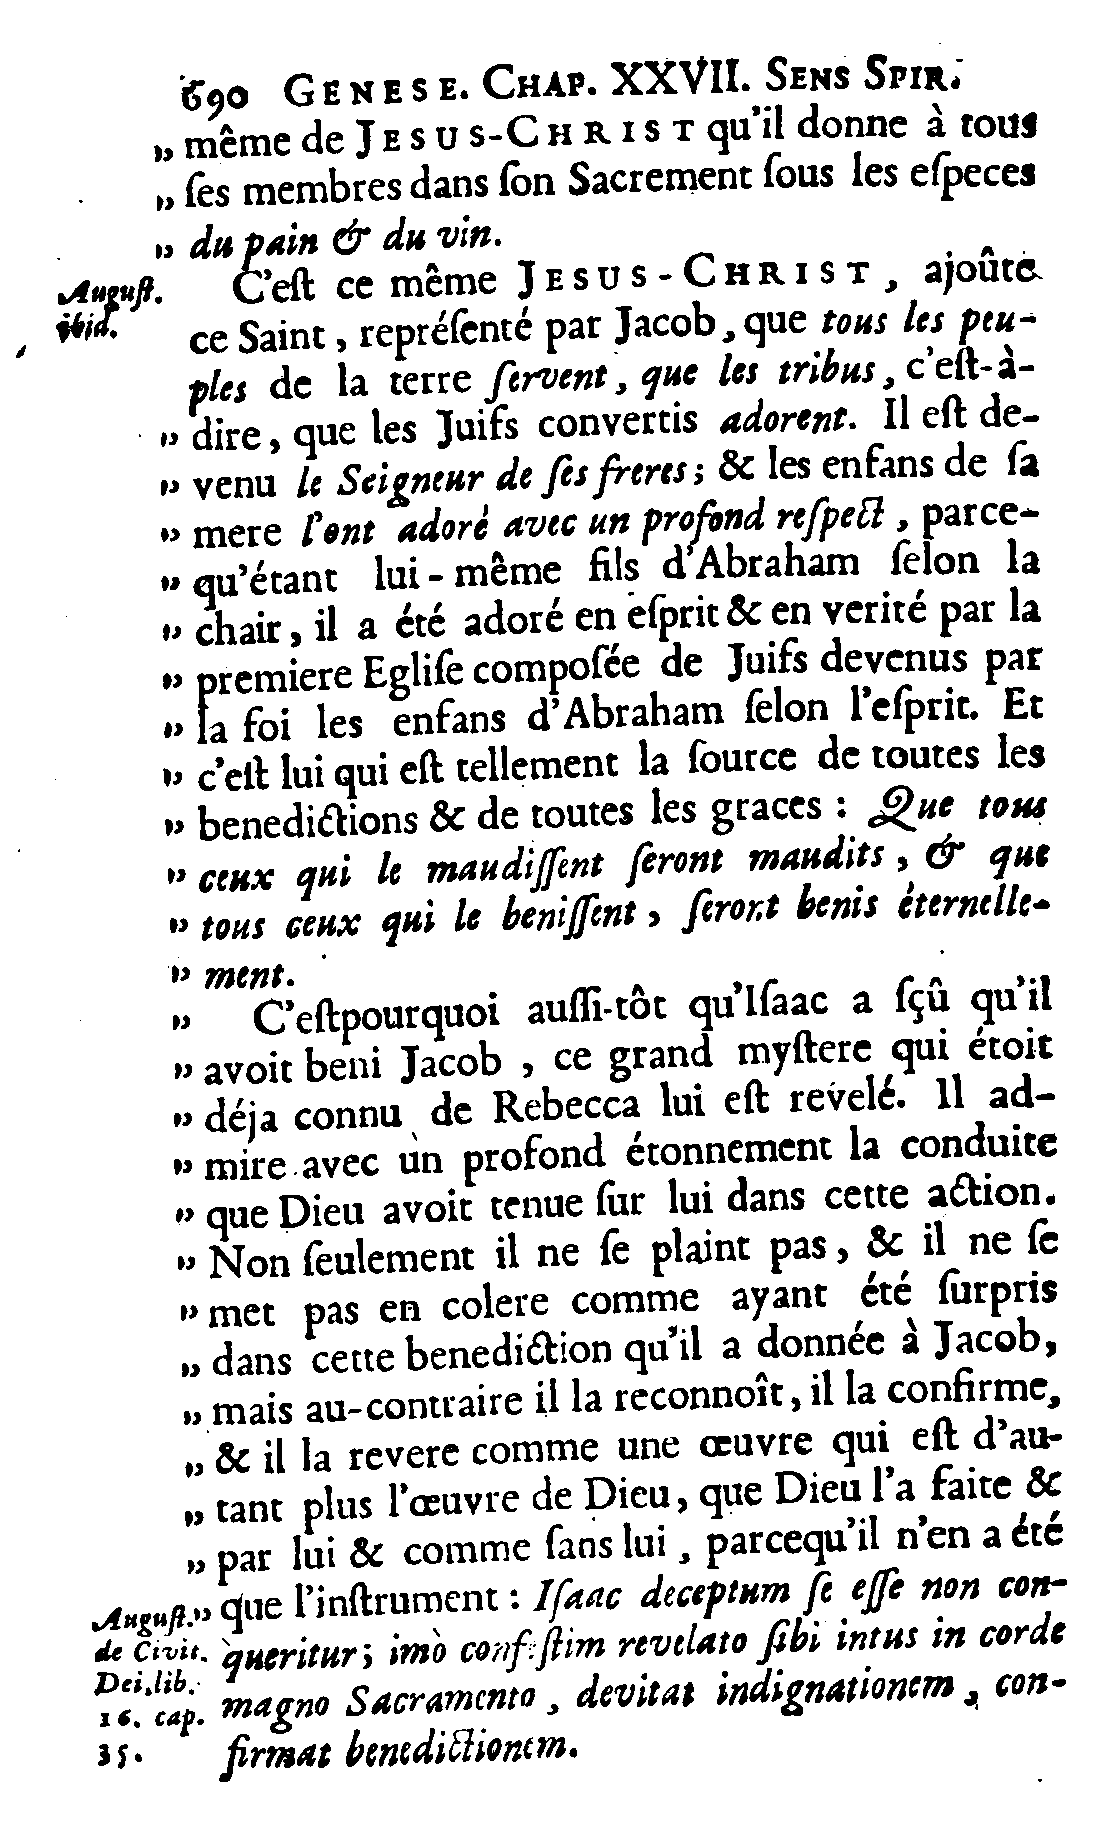 690 GENESE. CHAP. XXVII. SENS SPIR.
„ même de JESUS-CHRIST qu'il donne à tous
„ ſes membres dans ſon Sacrement ſous les eſpeces
„ du pain & du vin.
Auguſt. C'eſt ce même JESUS-CHRIST, ajoûte
ibid. ce Saint, repréſenté par Jacob, que tous les peu-
ples de la terre ſervent, que les tribus, c'eſt-à-
„ dire, que les Juifs convertis adorent. Il eſt de-
„ venu le Seigneur de ſes freres; & les enfans de ſa
„ mere l'ont adoré avec un profond reſpect, parce-
„ qu'étant lui-même fils d'Abraham ſelon la
„ chair, il a été adoré en eſprit & en verité par la
„ premiere Egliſe compoſée de Juifs devenus par
„ la foi les enfans d'Abraham ſelon l'eſprit. Et
„ c'eſt lui qui eſt tellement la ſource de toutes les
„ benedictions & de toutes les graces : Que tous
„ ceux qui le maudiſſent ſeront maudits, & que
„ tous ceux qui le beniſſent, ſeront benis éternelle-
„ ment.
„ C'eſtpourquoi auſſi-tôt qu'Iſaac a ſçû qu'il
„ avoit beni Jacob, ce grand myſtere qui étoit
„ déja connu de Rebecca lui eſt revelé. Il ad-
„ mire avec un profond étonnement la conduite
„ que Dieu avoit tenue ſur lui dans cette action.
„ Non ſeulement il ne ſe plaint pas, & il ne ſe
„ met pas en colere comme ayant été ſurpris
„ dans cette benediction qu'il a donnée à Jacob,
„ mais au-contraire il la reconnoît, il la confirme,
„ & il la revere comme une œuvre qui eſt d'au-
„ tant plus l'œuvre de Dieu, que Dieu l'a faite &
„ par lui & comme ſans lui, parcequ'il n'en a été
Auguſt. „ que l'inſtrument : Iſaac deceptum ſe eſſe non con-
de Civit. queritur; imò confeſtim revelato ſibi intus in corde
Dei, lib. magno Sacramento, devitat indignationem, con-
16. cap.
35. firmat benedictionem.